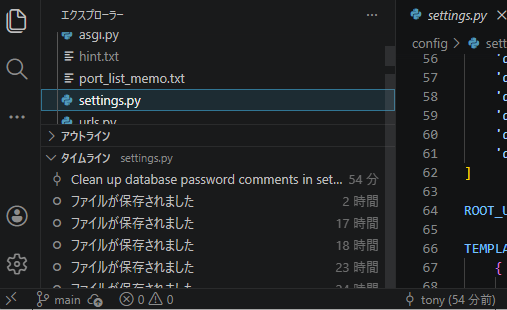 エクスプローラー
settings.py
asgi.py
config
hint.txt
56
port_list_memo.txt
57
settings.py
58
59
アウトライン
60
タイムライン settings.py
61
Clean up database password comments in set... 54 分
62 ]
ファイルが保存されました 2 時間
63
ファイルが保存されました 17 時間
64 ROOT_U
ファイルが保存されました 18 時間
65
ファイルが保存されました 23 時間
66 TEMPLA
67 {
main 0 0 tony (54 分前)